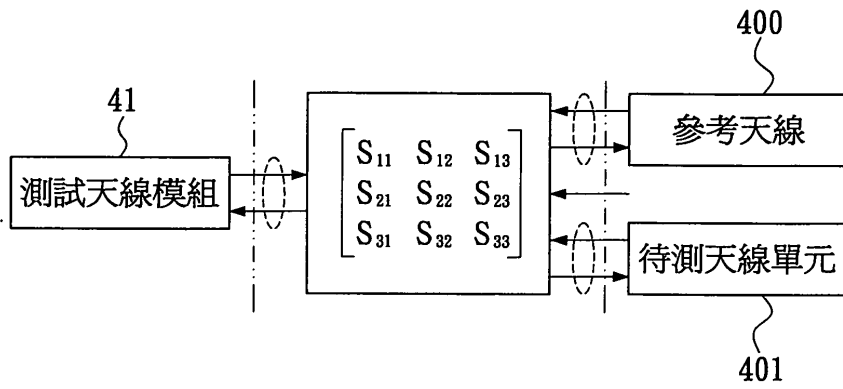 400
41
參考天線
測試天線模組
S11 S12 S13
S21 S22 S23
S31 S32 S33
待測天線單元
401